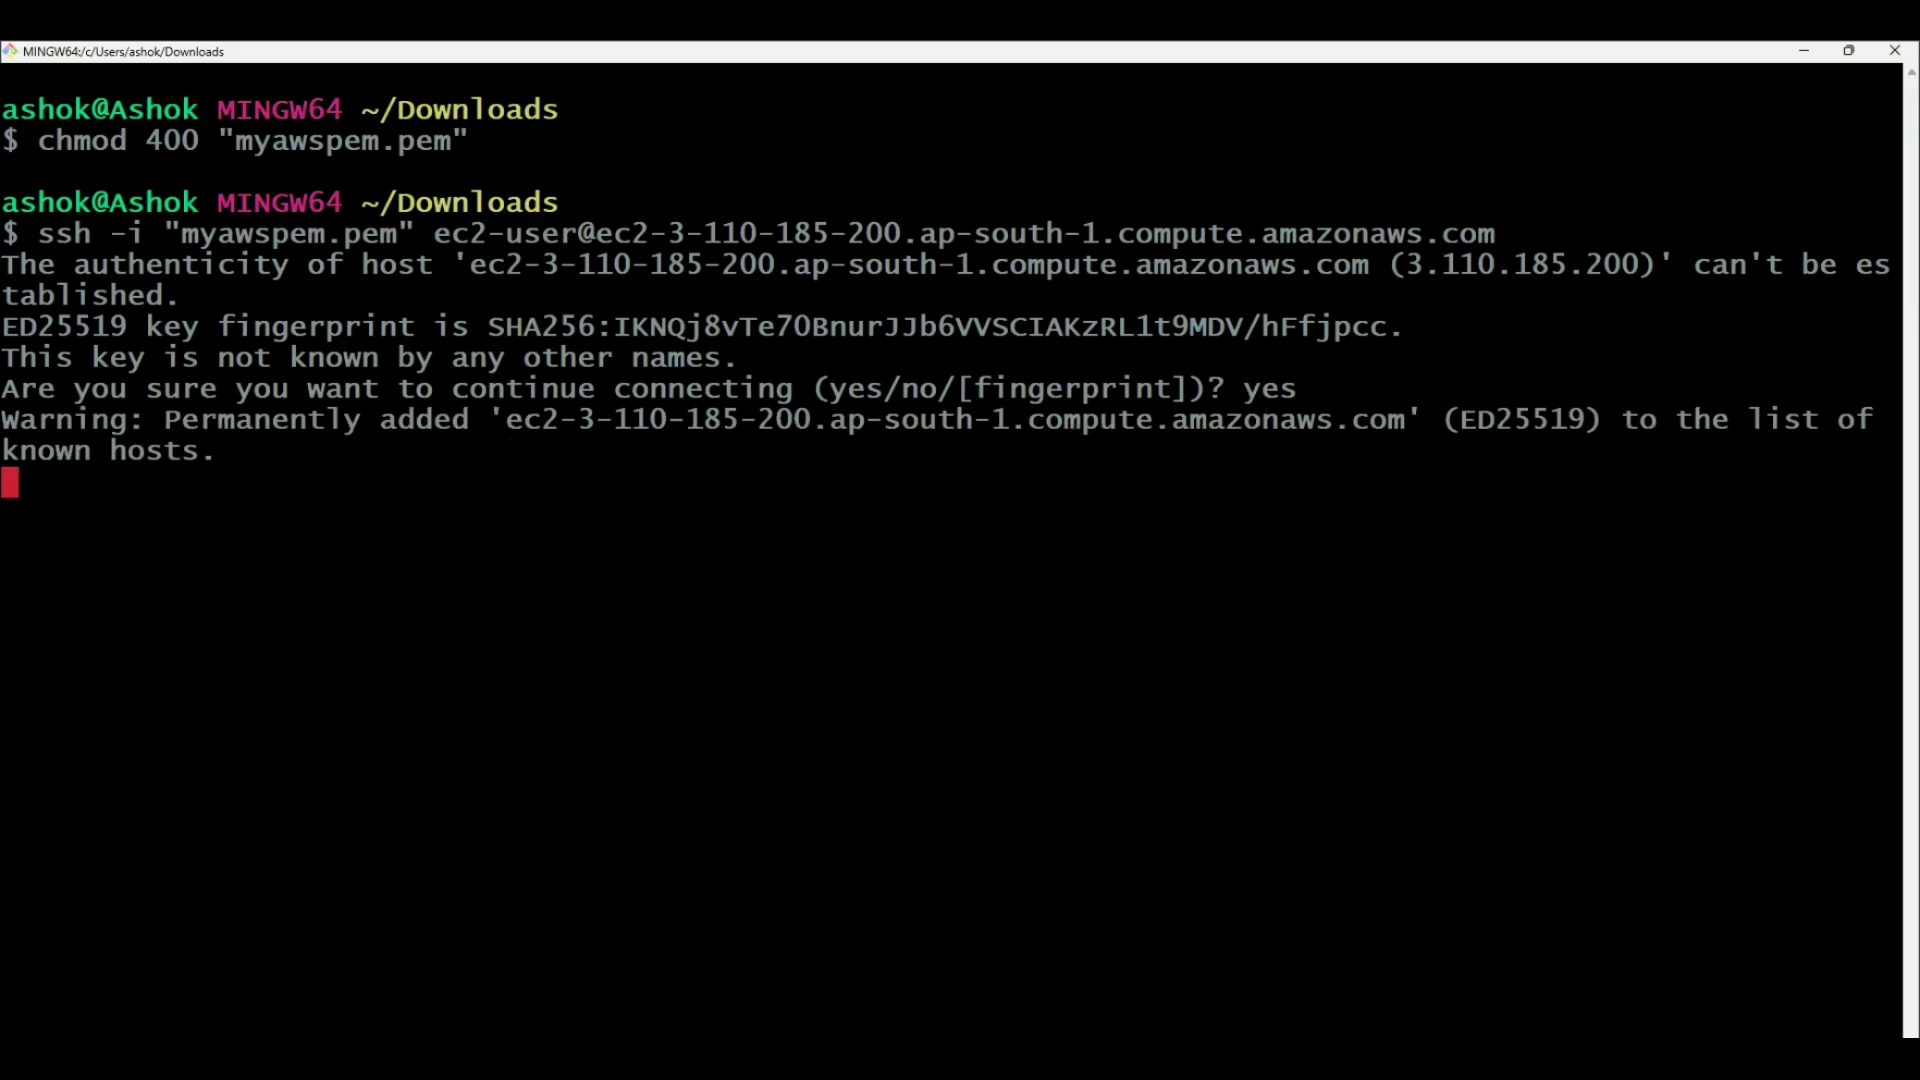 MINGW64:/c/Users/ashok/Downloads
ashok@Ashok MINGW64 ~/Downloads
$ chmod 400 "myawspem.pem"
ashok@Ashok MINGW64 ~/Downloads
$ ssh -i "myawspem.pem" ec2-user@ec2-3-110-185-200.ap-south-1.compute.amazonaws.com
The authenticity of host 'ec2-3-110-185-200.ap-south-1.compute.amazonaws.com (3.110.185.200)' can't be es
tablished.
ED25519 key fingerprint is SHA256:IKNQj8vTe7OBnurJJb6VVSCIAKzRL1t9MDV/hFfjpcc.
This key is not known by any other names.
Are you sure you want to continue connecting (yes/no/[fingerprint])? yes
Warning: Permanently added 'ec2-3-110-185-200.ap-south-1.compute.amazonaws.com' (ED25519) to the list of
known hosts.